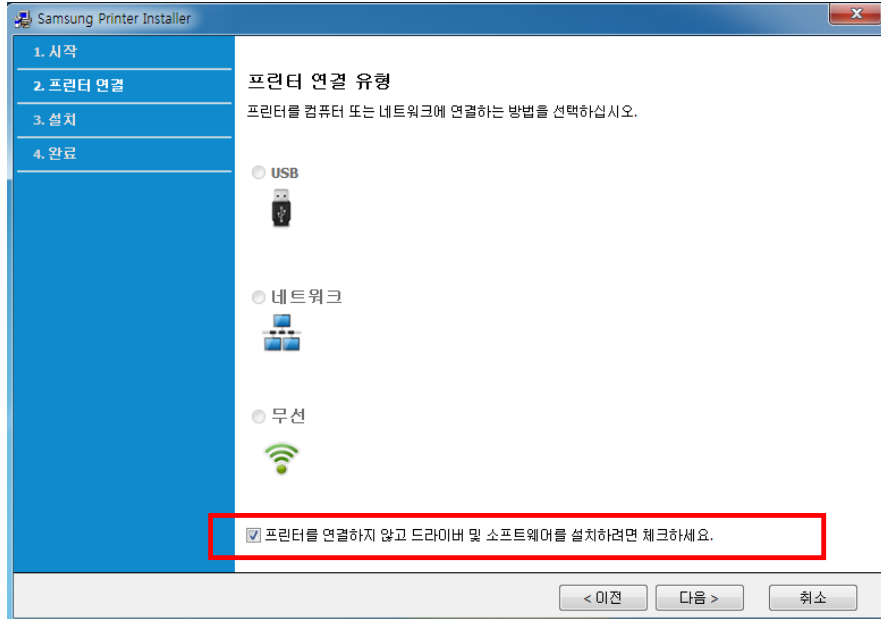 Samsung Printer Installer
1. 시작
2. 프린터 연결
3. 설치
4. 완료
프린터 연결 유형
프린터를 컴퓨터 또는 네트워크에 연결하는 방법을 선택하십시오.
USB
네트워크
무선
프린터를 연결하지 않고 드라이버 및 소프트웨어를 설치하려면 체크하세요.
< 이전
다음 >
취소